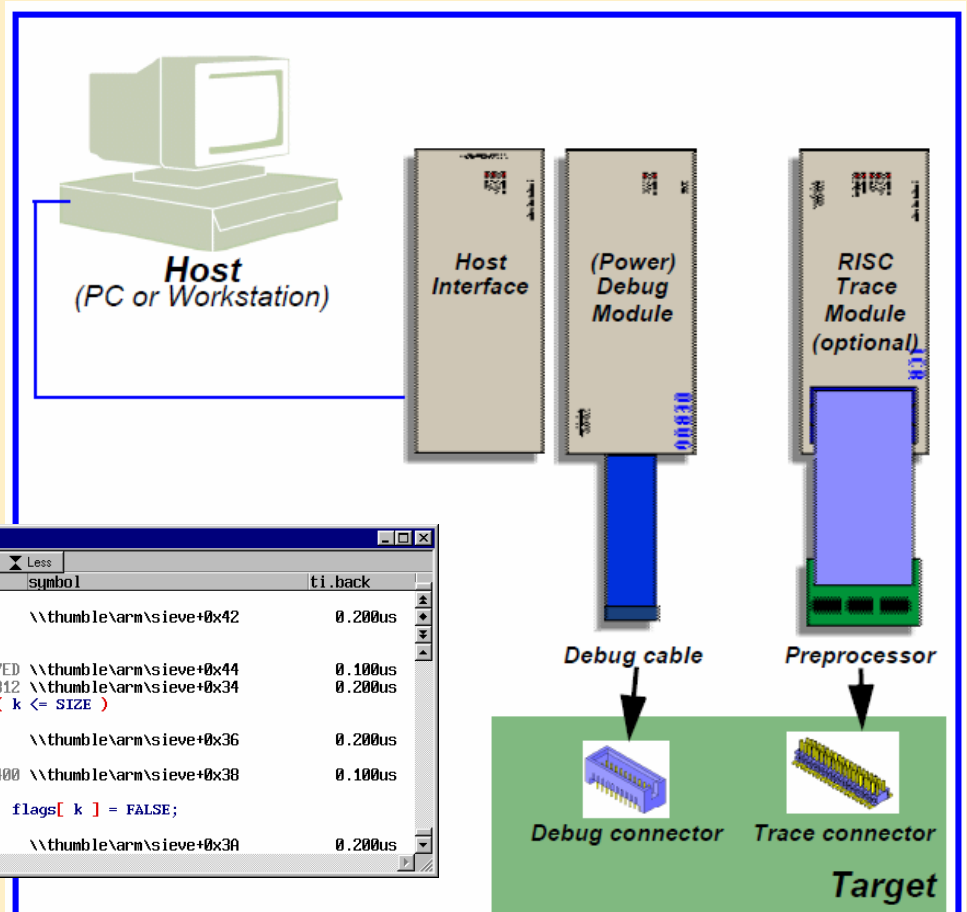 Host
(PC or Workstation)
Host
Interface
(Power)
Debug
Module
DEBUG
RISC
Trace
Module
(optional)
Less
symbol ti.back
\\thumble\arm\sieve+0x42 0.200us
7ED \\thumble\arm\sieve+0x44 0.100us
312 \\thumble\arm\sieve+0x34 0.200us
( k <= SIZE )
\\thumble\arm\sieve+0x36 0.200us
\\thumble\arm\sieve+0x38 0.100us
flags[ k ] = FALSE;
\\thumble\arm\sieve+0x3A 0.200us
Debug cable
Preprocessor
Debug connector
Trace connector
Target